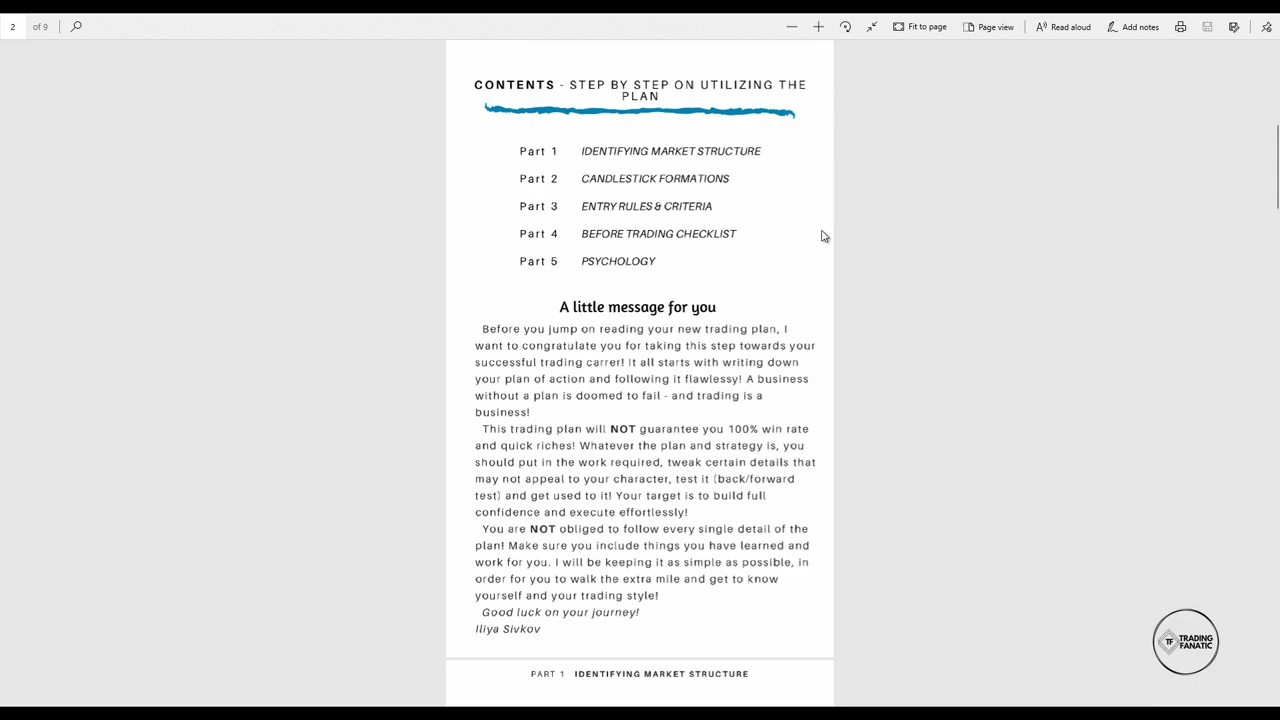 2 of 9
Fit to page
Page view
Read aloud
Add notes
CONTENTS - STEP BY STEP ON UTILIZING THE
PLAN
Part 1 IDENTIFYING MARKET STRUCTURE
Part 2 CANDLESTICK FORMATIONS
Part 3 ENTRY RULES & CRITERIA
Part 4 BEFORE TRADING CHECKLIST
Part 5 PSYCHOLOGY
A little message for you
Before you jump on reading your new trading plan, I
want to congratulate you for taking this step towards your
successful trading carrer! It all starts with writing down
your plan of action and following it flawlessy! A business
without a plan is doomed to fail - and trading is a
business!
This trading plan will NOT guarantee you 100% win rate
and quick riches! Whatever the plan and strategy is, you
should put in the work required, tweak certain details that
may not appeal to your character, test it (back/forward
test) and get used to it! Your target is to build full
confidence and execute effortlessly!
You are NOT obliged to follow every single detail of the
plan! Make sure you include things you have learned and
work for you. I will be keeping it as simple as possible, in
order for you to walk the extra mile and get to know
yourself and your trading style!
Good luck on your journey!
Iliya Sivkov
TF TRADING
FANATIC
PART 1 IDENTIFYING MARKET STRUCTURE